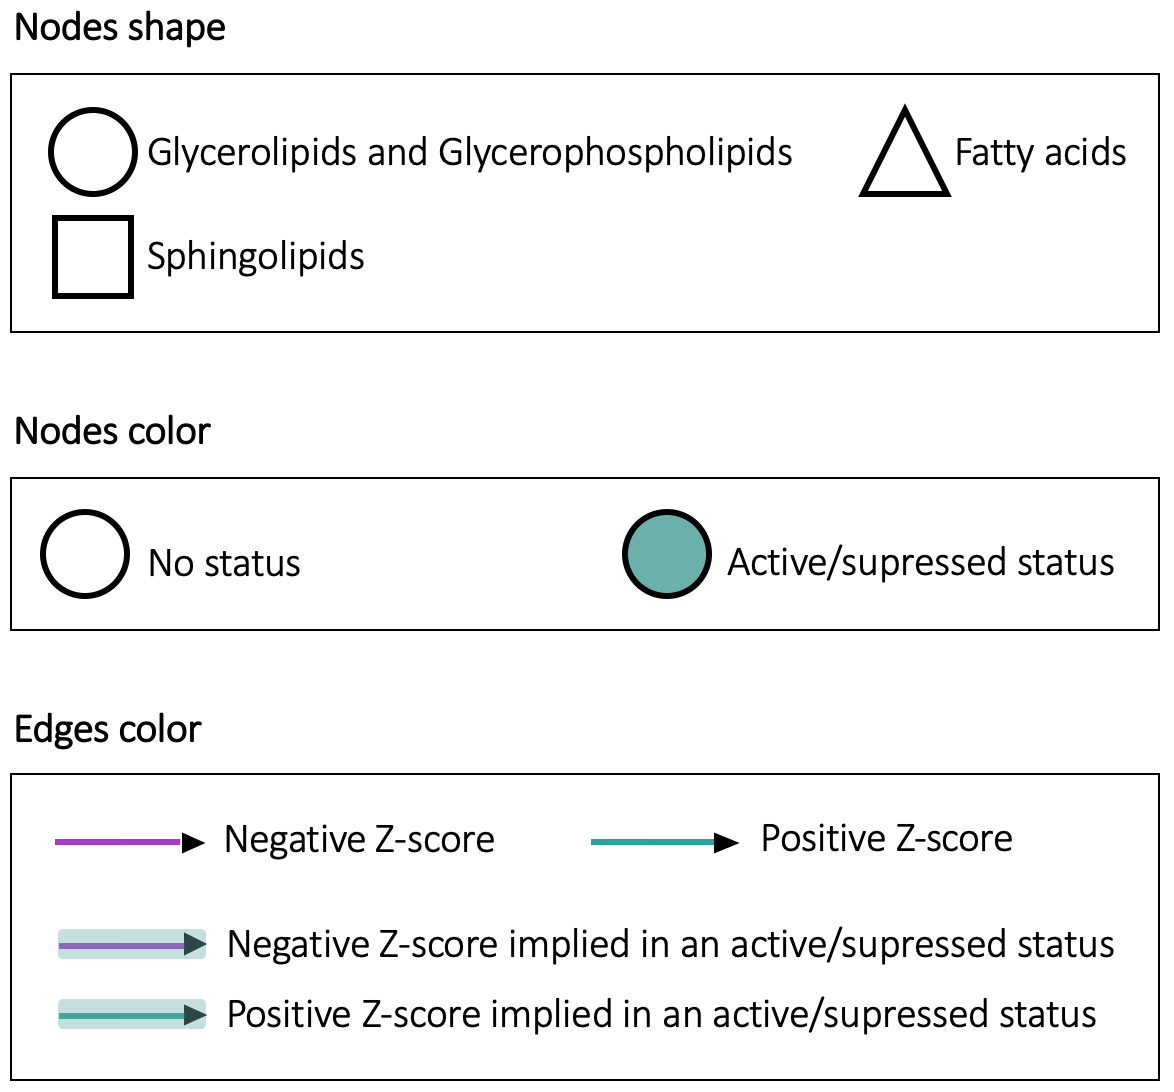 Nodes shape
Glycerolipids and Glycerophospholipids
Fatty acids
Sphingolipids
Nodes color
No status
Active/supressed status
Edges color
Negative Z-score
Positive Z-score
Negative Z-score implied in an active/supressed status
Positive Z-score implied in an active/supressed status